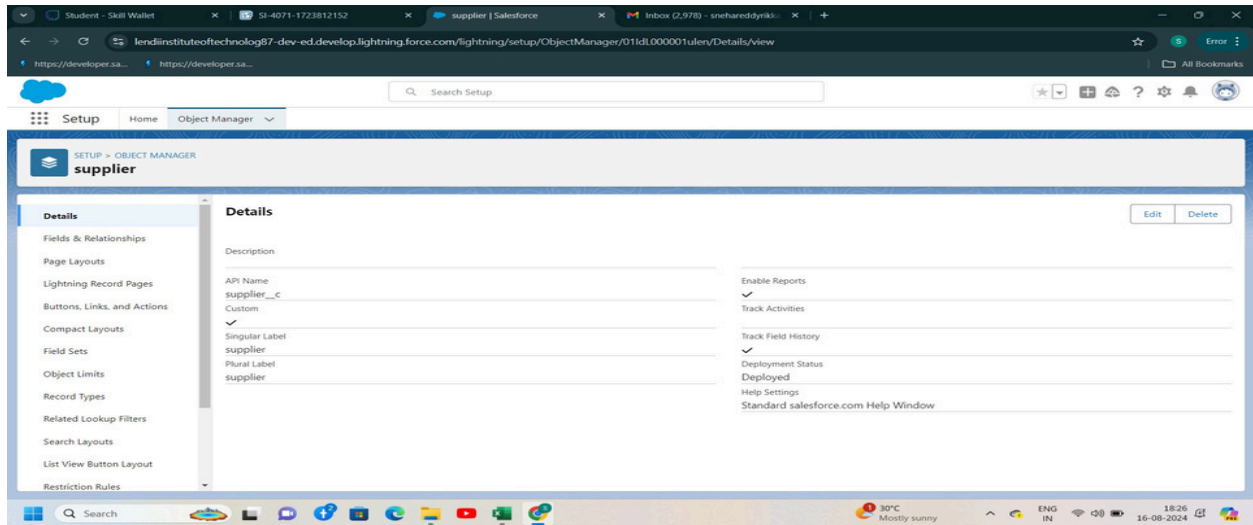 Student - Skill Wallet
SI-4071-1723812152
supplier | Salesforce
Inbox (2,978) - snehareddyrikk
lendiinstituteoftechnolog87-dev-ed.develop.lightning.force.com/lightning/setup/ObjectManager/01IdL000001ulen/Details/view
S
Error
https://developer.sa...
https://developer.sa...
All Bookmarks
Search Setup
Setup
Home
Object Manager
SETUP > OBJECT MANAGER
supplier
Details
Fields & Relationships
Page Layouts
Lightning Record Pages
Buttons, Links, and Actions
Compact Layouts
Field Sets
Object Limits
Record Types
Related Lookup Filters
Search Layouts
List View Button Layout
Restriction Rules
Details
Edit
Delete
Description
API Name
supplier__c
Custom
Singular Label
supplier
Plural Label
supplier
Enable Reports
Track Activities
Track Field History
Deployment Status
Deployed
Help Settings
Standard salesforce.com Help Window
Search
30°C
Mostly sunny
ENG
IN
18:26
16-08-2024